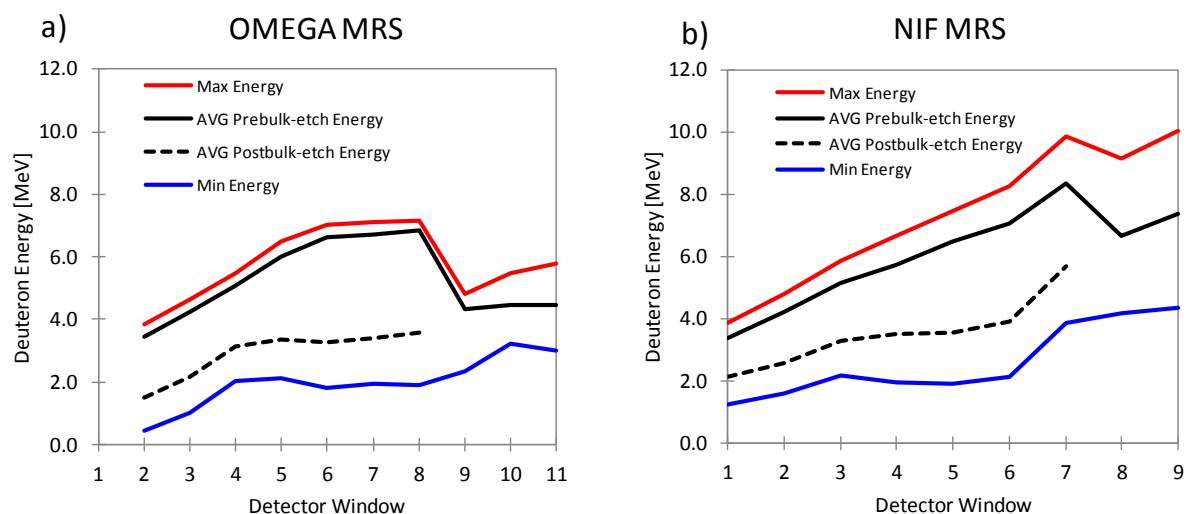 a)
OMEGA MRS
12.0
10.0
8.0
6.0
4.0
2.0
0.0
Deuteron Energy [MeV]
Max Energy
AVG Prebulk-etch Energy
AVG Postbulk-etch Energy
Min Energy
1 2 3 4 5 6 7 8 9 10 11
Detector Window
b)
NIF MRS
12.0
10.0
8.0
6.0
4.0
2.0
0.0
Deuteron Energy [MeV]
Max Energy
AVG Prebulk-etch Energy
AVG Postbulk-etch Energy
Min Energy
1 2 3 4 5 6 7 8 9
Detector Window